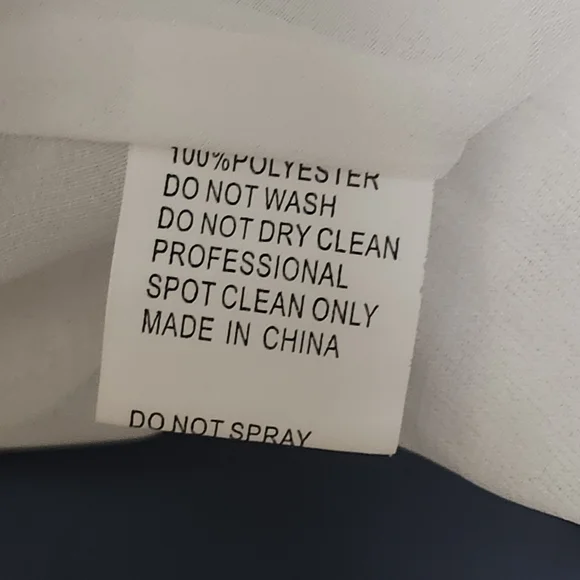 100%POLYESTER
DO NOT WASH
DO NOT DRY CLEAN
PROFESSIONAL
SPOT CLEAN ONLY
MADE IN CHINA
DO NOT SPRAY